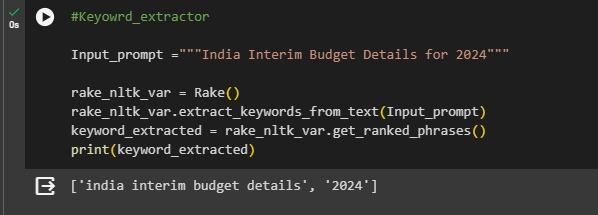 0s
#Keyowrd_extractor
Input_prompt ="""India Interim Budget Details for 2024"""
rake_nltk_var = Rake()
rake_nltk_var.extract_keywords_from_text(Input_prompt)
keyword_extracted = rake_nltk_var.get_ranked_phrases()
print(keyword_extracted)
['india interim budget details', '2024']